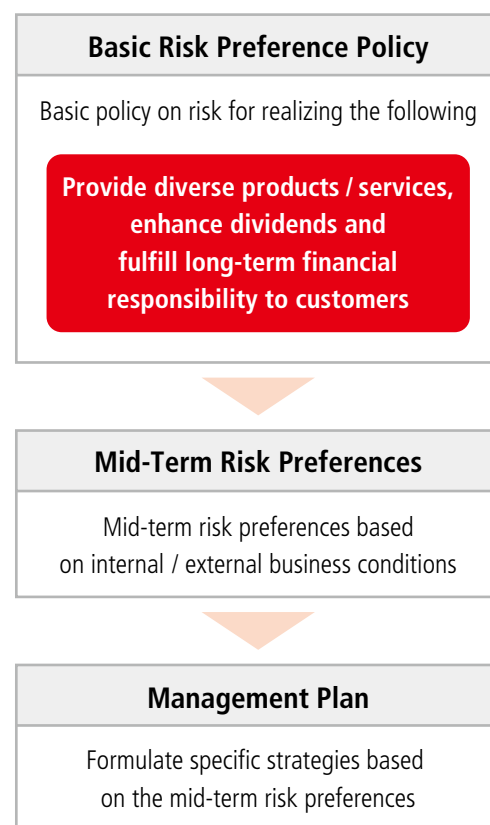 Basic Risk Preference Policy
Basic policy on risk for realizing the following
Provide diverse products / services,
enhance dividends and
fulfill long-term financial
responsibility to customers
Mid-Term Risk Preferences
Mid-term risk preferences based
on internal / external business conditions
Management Plan
Formulate specific strategies based
on the mid-term risk preferences